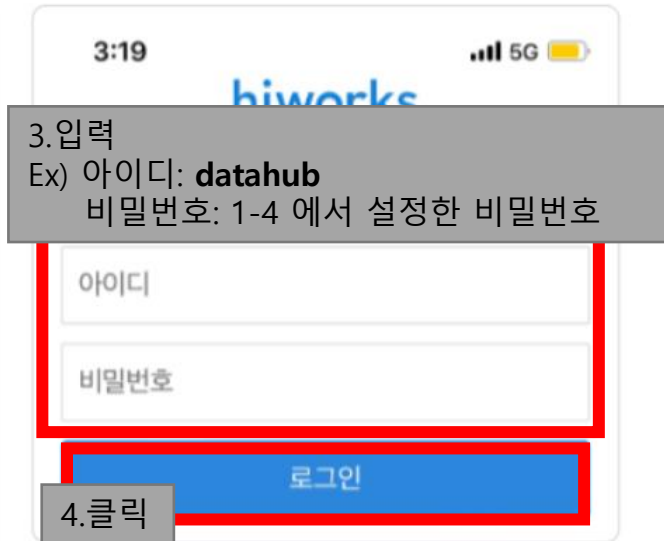 3:19
5G
hiworks
3.입력
Ex) 아이디: datahub
비밀번호: 1-4 에서 설정한 비밀번호
아이디
비밀번호
로그인
4.클릭